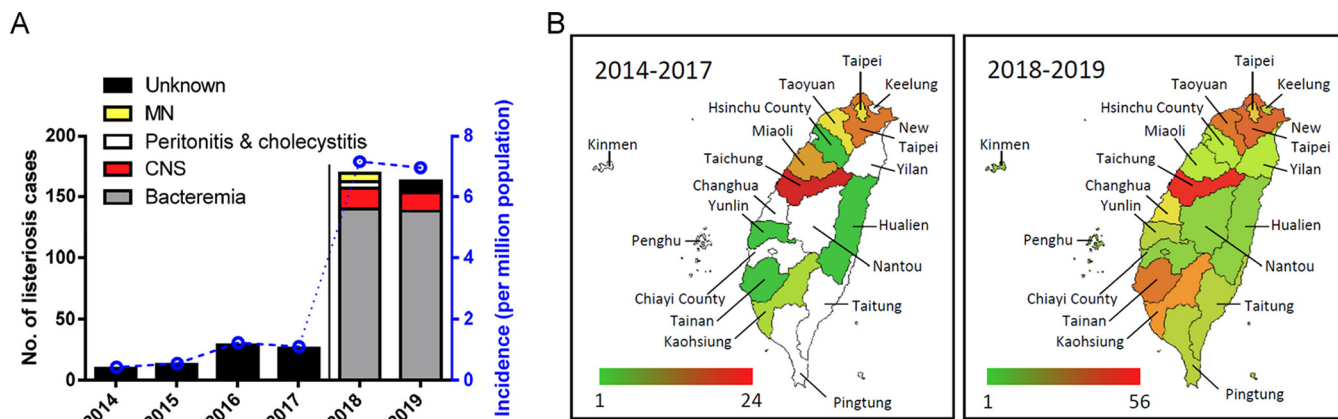 A
Unknown
MN
Peritonitis & cholecystitis
CNS
Bacteremia
No. of listeriosis cases
200
150
100
50
0
Incidence (per million population)
8
6
4
2
0
2014
2015
2016
2017
2018
2019
B
2014-2017
Taipei
Taoyuan
Keelung
Hsinchu County
Miaoli
New
Taipei
Kinmen
Taichung
Yilan
Changhua
Yunlin
Hualien
Penghu
Nantou
Chiayi County
Taitung
Tainan
Kaohsiung
1
24
Pingtung
2018-2019
Taipei
Taoyuan
Keelung
Hsinchu County
Miaoli
New
Taipei
Kinmen
Taichung
Yilan
Changhua
Yunlin
Hualien
Penghu
Nantou
Chiayi County
Taitung
Tainan
Kaohsiung
1
56
Pingtung